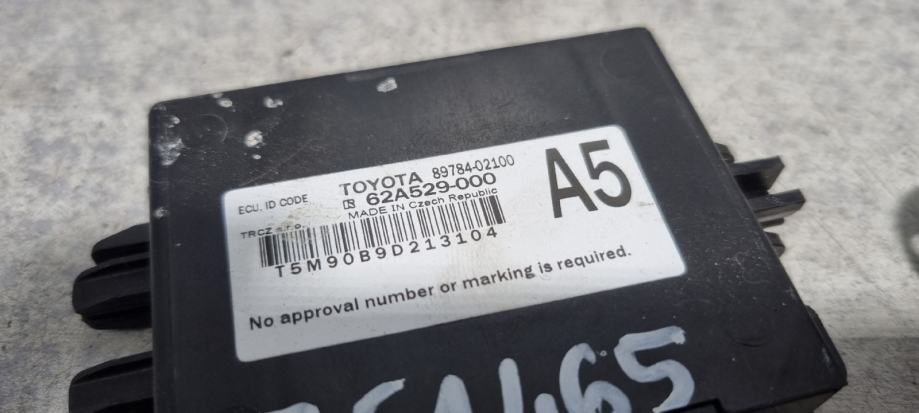 ECU. ID CODE TOYOTA 89784-02100
62A529-000
A5
MADE IN Czech Republic
TRCZ s.r.o.
T5M90B9D213104
No approval number or marking is required.